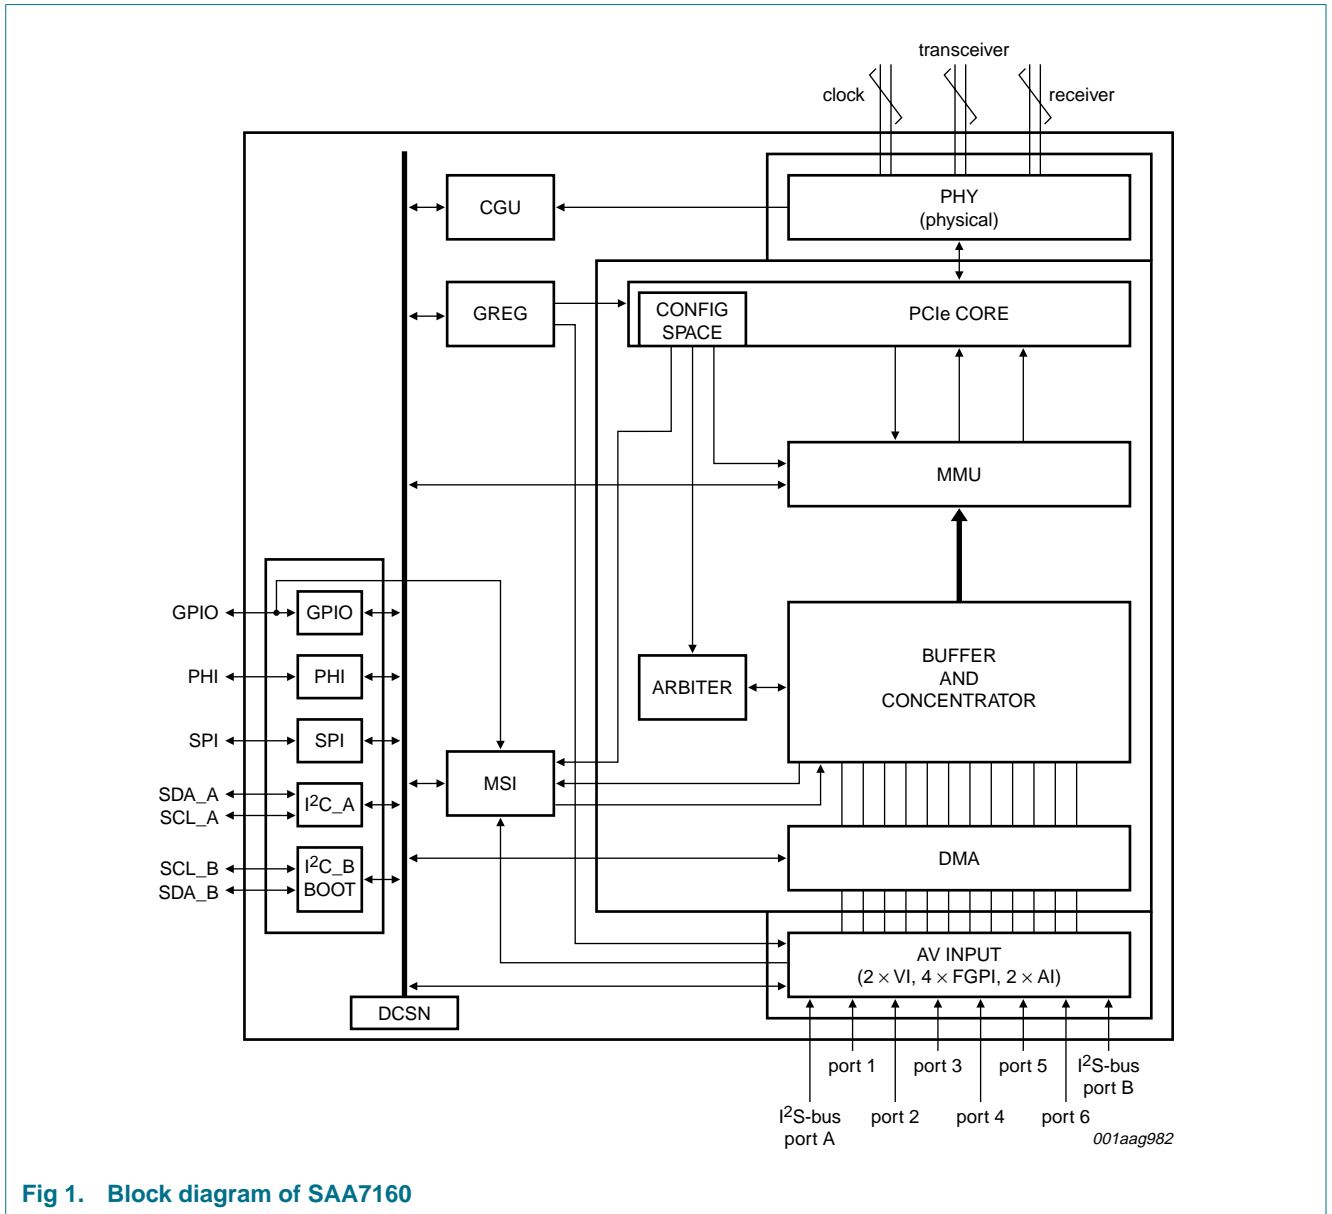 transceiver
clock
receiver
CGU
PHY
(physical)
GREG
CONFIG
SPACE
PCIe CORE
MMU
GPIO
GPIO
PHI
PHI
SPI
SPI
SDA_A
SCL_A
I²C_A
SCL_B
SDA_B
I²C_B
BOOT
ARBITER
BUFFER
AND
CONCENTRATOR
MSI
DMA
AV INPUT
(2 × VI, 4 × FGPI, 2 × AI)
DCSN
port 1
port 3
port 5
I²S-bus
port B
I²S-bus
port A
port 2
port 4
port 6
001aag982
Fig 1. Block diagram of SAA7160